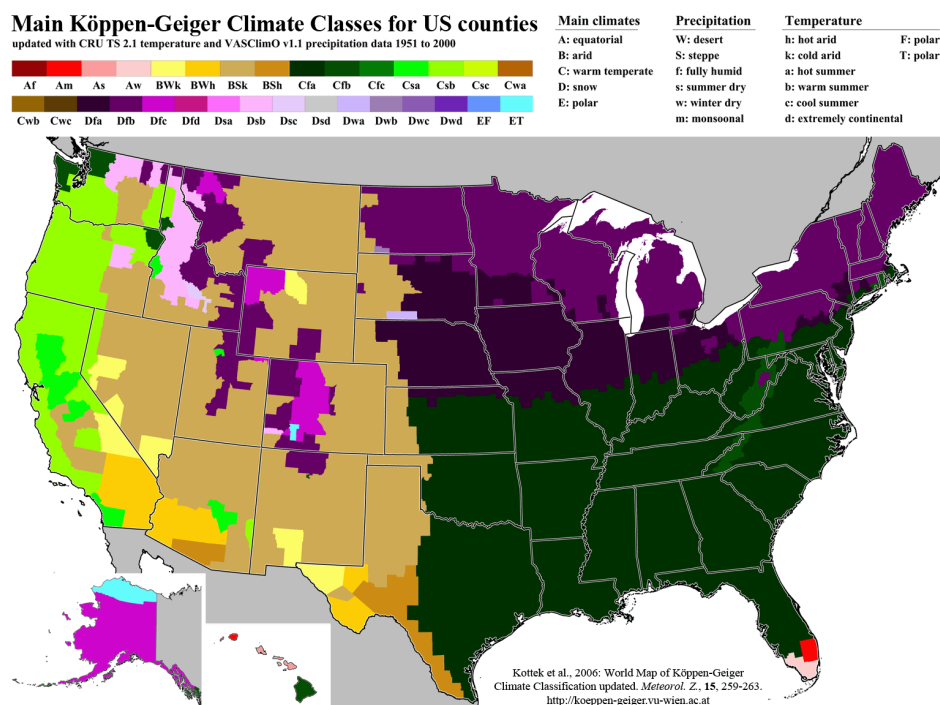 Main Köppen-Geiger Climate Classes for US counties
updated with CRU TS 2.1 temperature and VASClimO v1.1 precipitation data 1951 to 2000
Af Am As Aw BWk BWh BSk BSh Cfa Cfb Cfc Csa Csb Csc Cwa
Cwb Cwc Dfa Dfb Dfc Dfd Dsa Dsb Dsc Dsd Dwa Dwb Dwc Dwd EF ET
Main climates
A: equatorial
B: arid
C: warm temperate
D: snow
E: polar
Precipitation
W: desert
S: steppe
f: fully humid
s: summer dry
w: winter dry
m: monsoonal
Temperature
h: hot arid F: polar
k: cold arid T: polar
a: hot summer
b: warm summer
c: cool summer
d: extremely continental
Kottek et al., 2006: World Map of Köppen-Geiger
Climate Classification updated. Meteorol. Z., 15, 259-263.
http://koeppen-geiger.vu-wien.ac.at